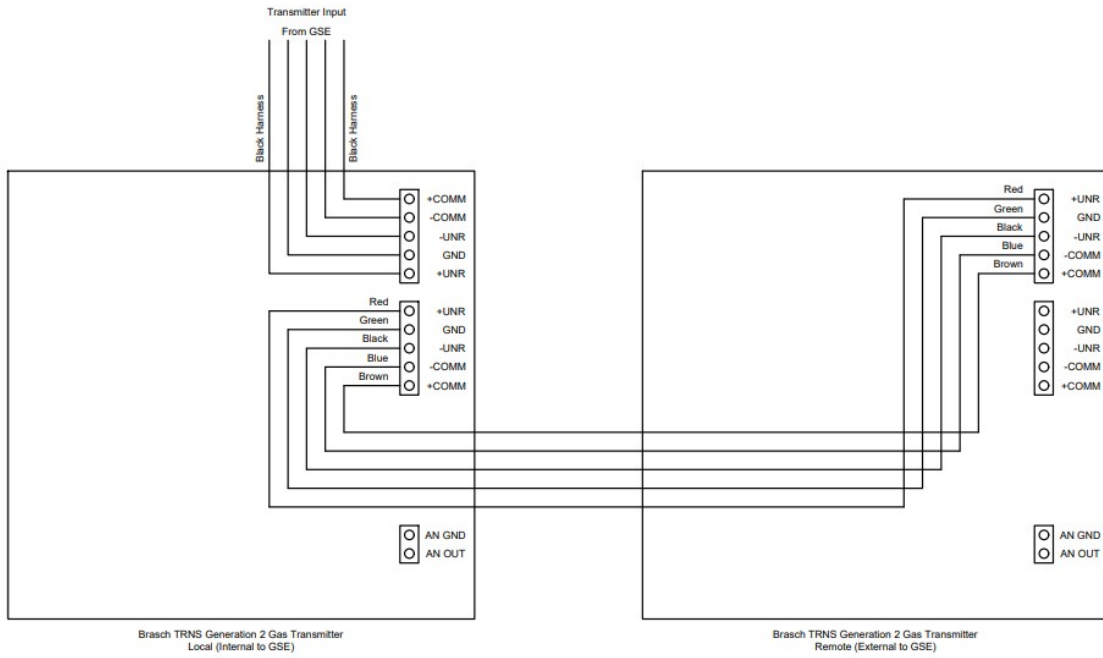 Transmitter Input
From GSE
Black Harness
Black Harness
+COMM
-COMM
-UNR
GND
+UNR
Red
+UNR
Green
GND
Black
-UNR
Blue
-COMM
Brown
+COMM
AN GND
AN OUT
Brasch TRNS Generation 2 Gas Transmitter
Local (Internal to GSE)
Red
+UNR
Green
GND
Black
-UNR
Blue
-COMM
Brown
+COMM
+UNR
GND
-UNR
-COMM
+COMM
AN GND
AN OUT
Brasch TRNS Generation 2 Gas Transmitter
Remote (External to GSE)